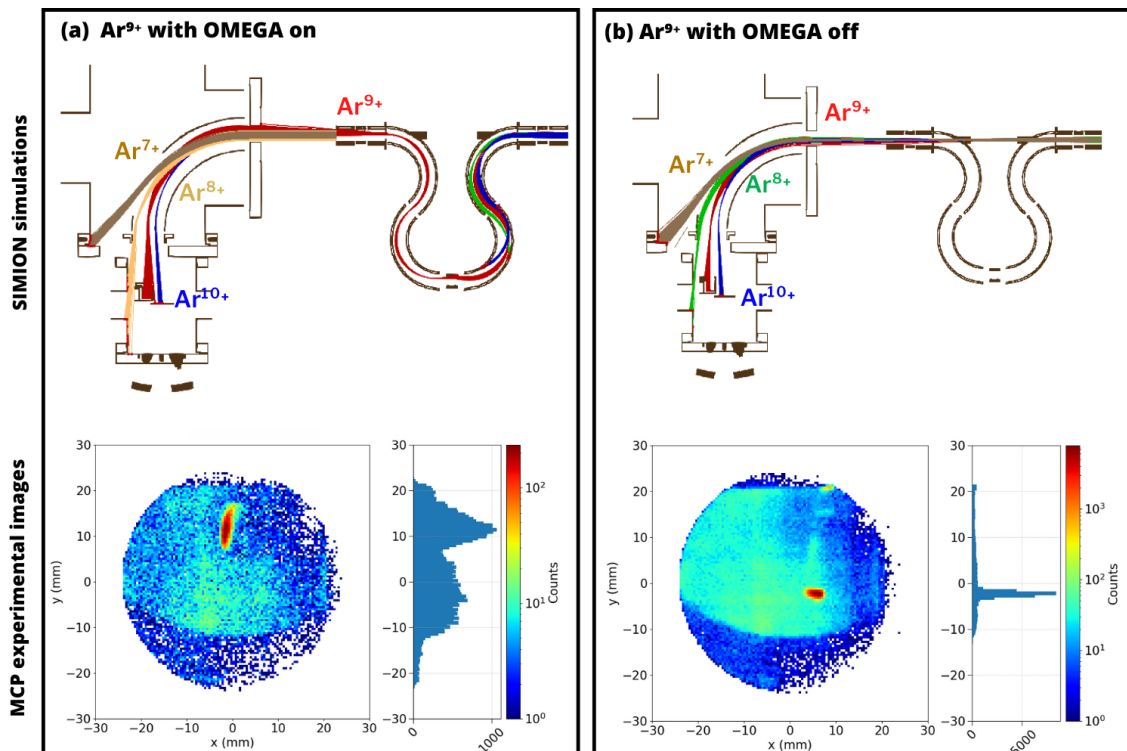 (a) Ar⁹⁺ with OMEGA on
(b) Ar⁹⁺ with OMEGA off
SIMION simulations
Ar⁹⁺
Ar⁷⁺
Ar⁸⁺
Ar¹⁰⁺
Ar⁹⁺
Ar⁷⁺
Ar⁸⁺
Ar¹⁰⁺
MCP experimental images
30
20
10
0
−10
−20
−30
y (mm)
−30 −20 −10 0 10 20 30
x (mm)
30
20
10
0
−10
−20
−30
1000
10²
10¹
10⁰
Counts
30
20
10
0
−10
−20
−30
y (mm)
−30 −20 −10 0 10 20 30
x (mm)
30
20
10
0
−10
−20
−30
0
5000
10³
10²
10¹
10⁰
Counts